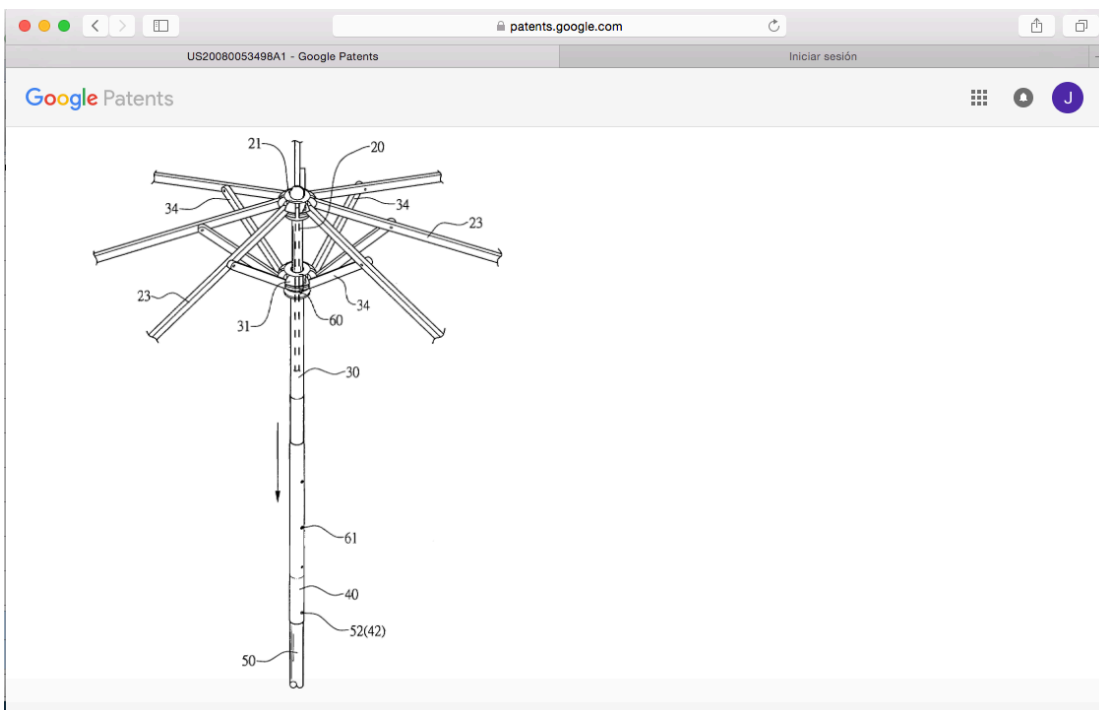 patents.google.com
US20080053498A1 - Google Patents
Iniciar sesión
Google Patents
J
21
20
34
34
23
23
34
31
60
30
61
40
52(42)
50